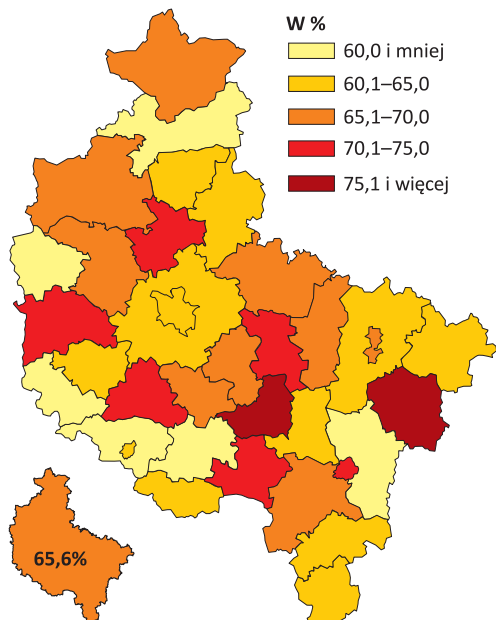 W %
60,0 i mniej
60,1–65,0
65,1–70,0
70,1–75,0
75,1 i więcej
65,6%